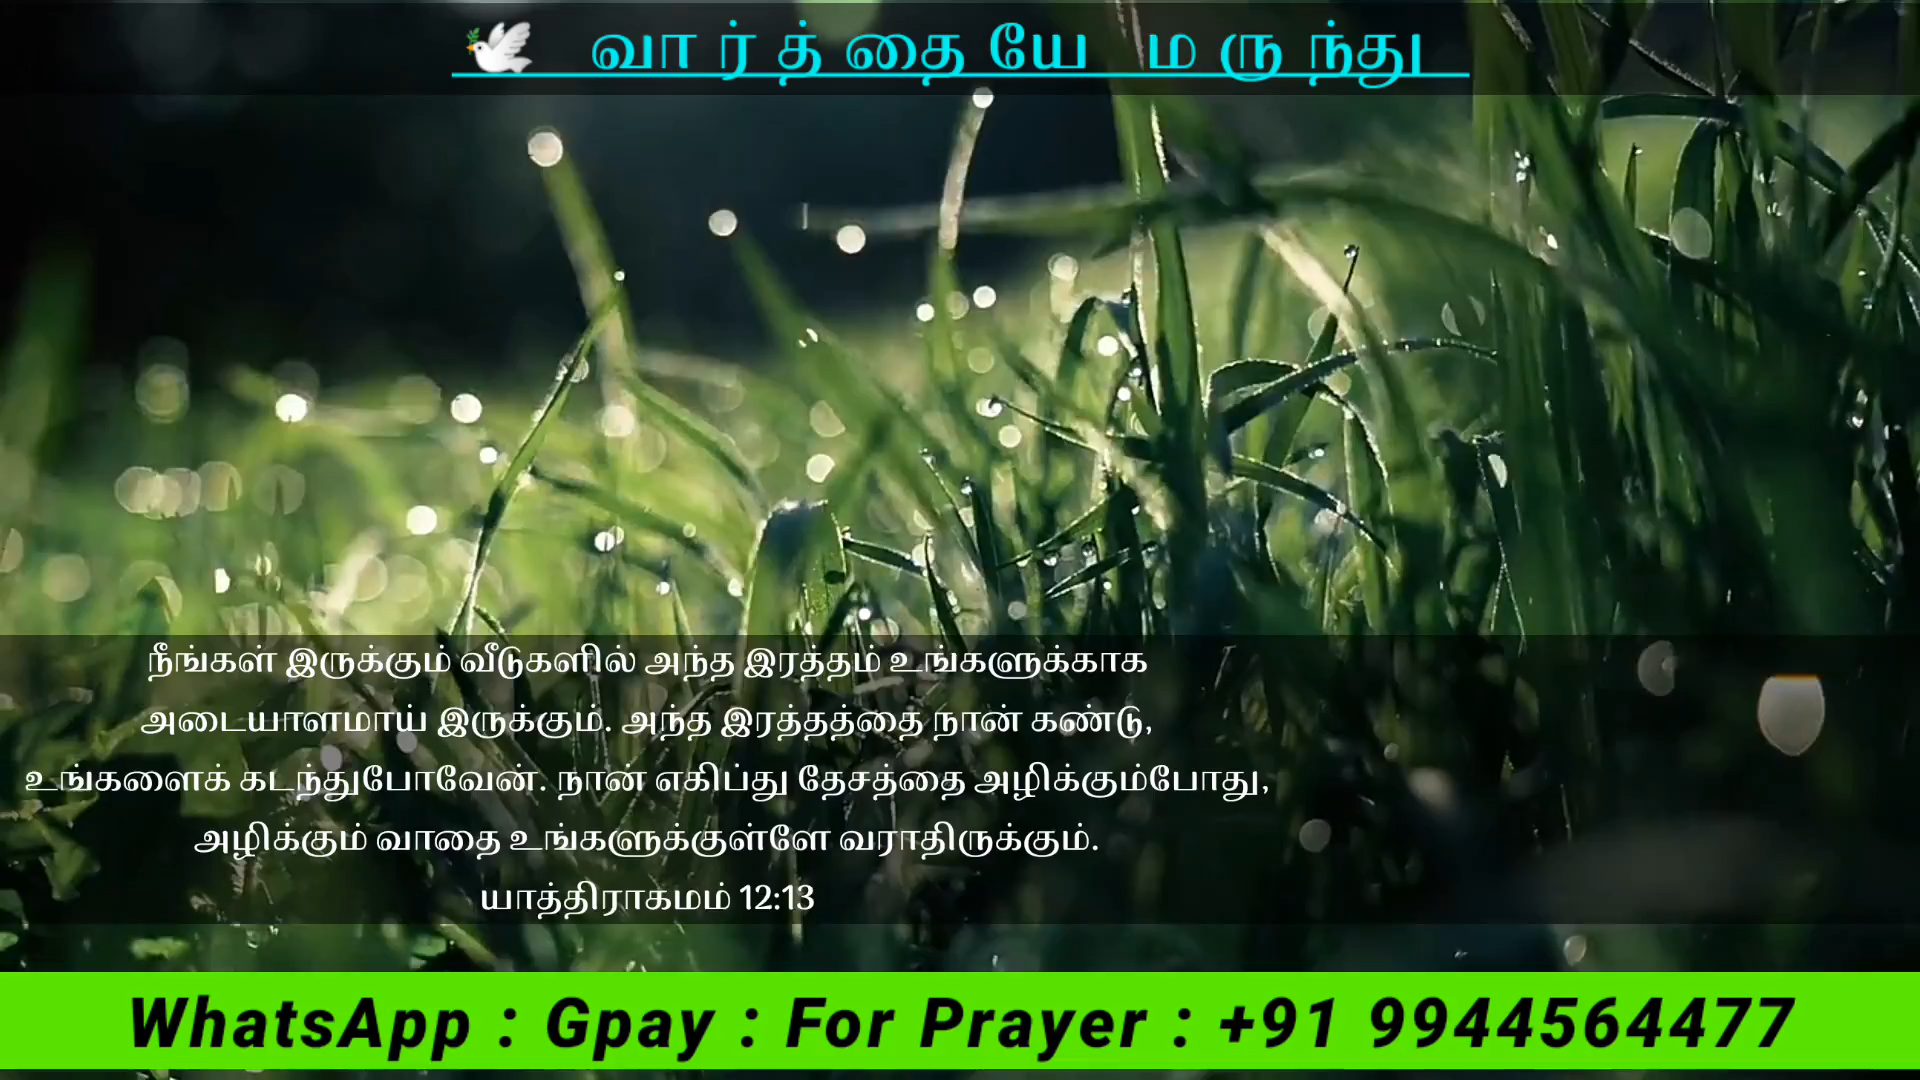 🕊️ வார்த்தையே மருந்து
நீங்கள் இருக்கும் வீடுகளில் அந்த இரத்தம் உங்களுக்காக
அடையாளமாய் இருக்கும். அந்த இரத்தத்தை நான் கண்டு,
உங்களைக் கடந்துபோவேன். நான் எகிப்து தேசத்தை அழிக்கும்போது,
அழிக்கும் வாதை உங்களுக்குள்ளே வராதிருக்கும்.
யாத்திராகமம் 12:13
WhatsApp : Gpay : For Prayer : +91 9944564477